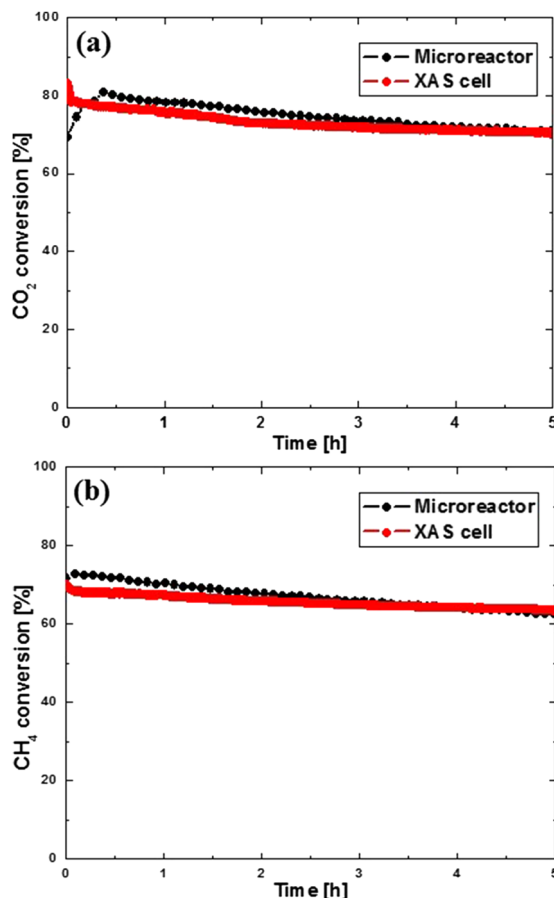 (a)
Microreactor
XAS cell
CO2 conversion [%]
100
80
60
40
20
0
0 1 2 3 4 5
Time [h]
(b)
Microreactor
XAS cell
CH4 conversion [%]
100
80
60
40
20
0
0 1 2 3 4 5
Time [h]